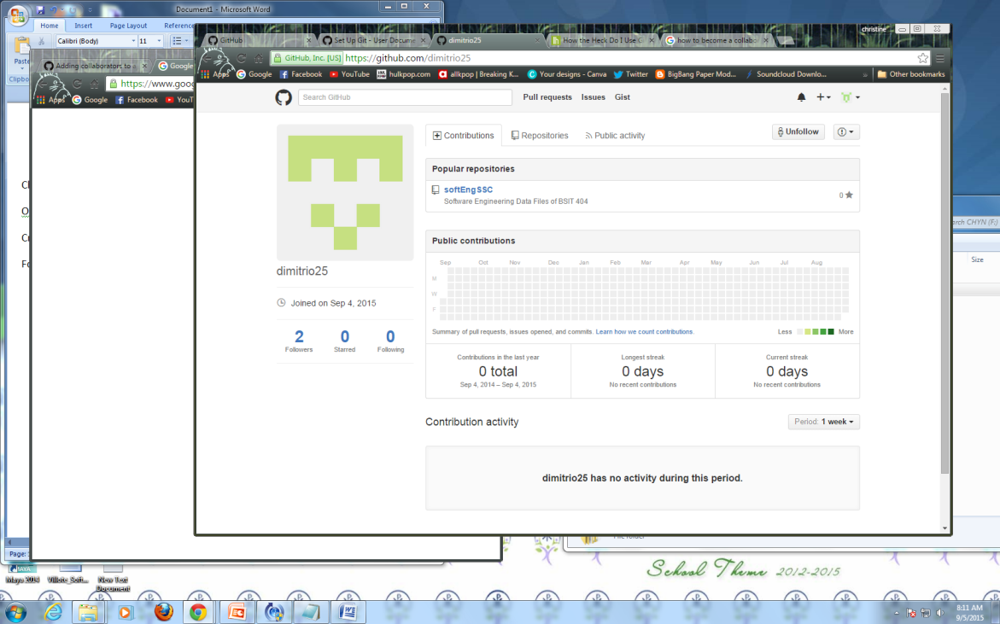 Document1 - Microsoft Word
Home Insert Page Layout Reference
Calibri (Body) 11
Paste
Clipbo
Adding collaborators to a Google
https://www.goog
Apps Google Facebook YouT
Page:
christine
GitHub Set Up Git - User Docume dimitrio25 How the Heck Do I Use G how to become a collabor
GitHub, Inc. [US] https://github.com/dimitrio25
Apps Google Facebook YouTube hulkpop.com allkpop | Breaking K... Your designs - Canva Twitter BigBang Paper Mod... Soundcloud Downlo... » Other bookmarks
Search GitHub Pull requests Issues Gist
Contributions Repositories Public activity Unfollow
Popular repositories
softEngSSC
Software Engineering Data Files of BSIT 404
0
dimitrio25
Joined on Sep 4, 2015
2 0 0
Followers Starred Following
Public contributions
Sep Oct Nov Dec Jan Feb Mar Apr May Jun Jul Aug
M
W
F
Summary of pull requests, issues opened, and commits. Learn how we count contributions. Less More
Contributions in the last year Longest streak Current streak
0 total 0 days 0 days
Sep 4, 2014 – Sep 4, 2015 No recent contributions No recent contributions
Contribution activity Period: 1 week
dimitrio25 has no activity during this period.
arch CHYN (F:)
Size
School Theme 2012-2015
Maya 2014 Villote_Soft... New Text
Document
8:11 AM
9/5/2015